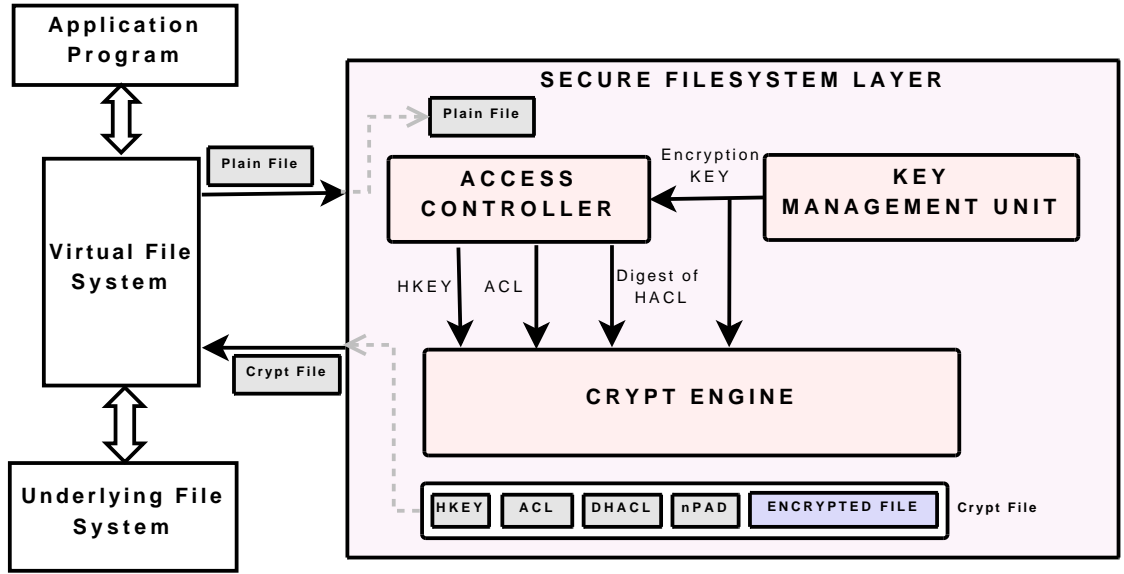 Application
Program
SECURE FILESYSTEM LAYER
Plain File
Plain File
Encryption
KEY
ACCESS
CONTROLLER
KEY
MANAGEMENT UNIT
Virtual File
System
HKEY
ACL
Digest of
HACL
Crypt File
CRYPT ENGINE
Underlying File
System
HKEY
ACL
DHACL
nPAD
ENCRYPTED FILE
Crypt File